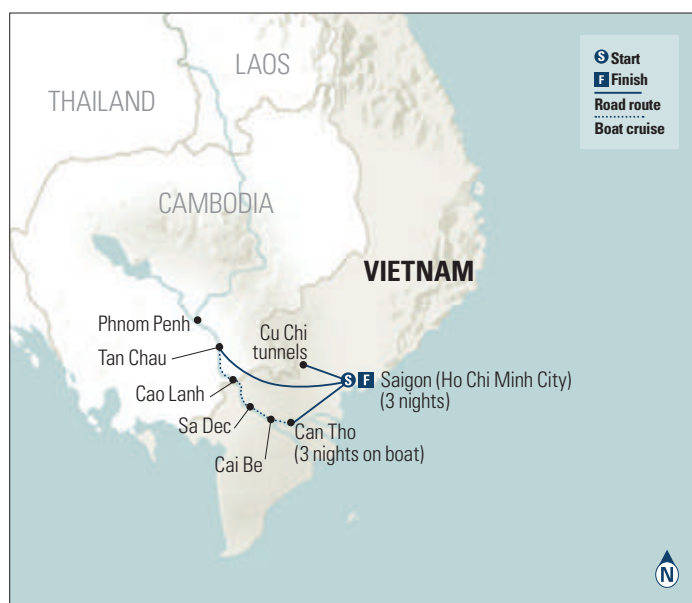 LAOS
THAILAND
CAMBODIA
VIETNAM
S Start
F Finish
Road route
Boat cruise
Phnom Penh
Cu Chi
tunnels
Tan Chau
S F Saigon (Ho Chi Minh City)
(3 nights)
Cao Lanh
Sa Dec
Can Tho
(3 nights on boat)
Cai Be
N